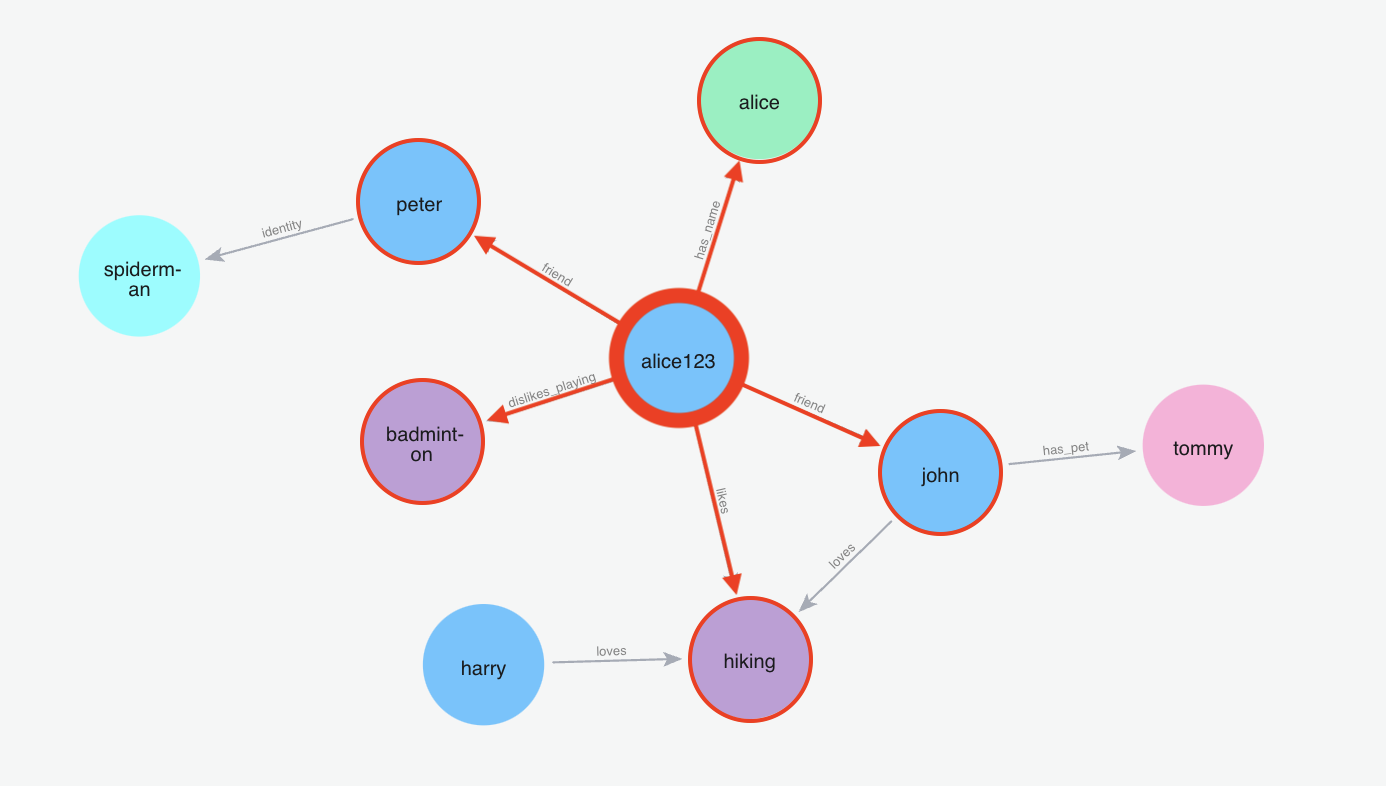 alice
has_name
peter
identity
spiderm-
an
friend
alice123
dislikes_playing
badmint-
on
friend
john
has_pet
tommy
likes
loves
harry
loves
hiking